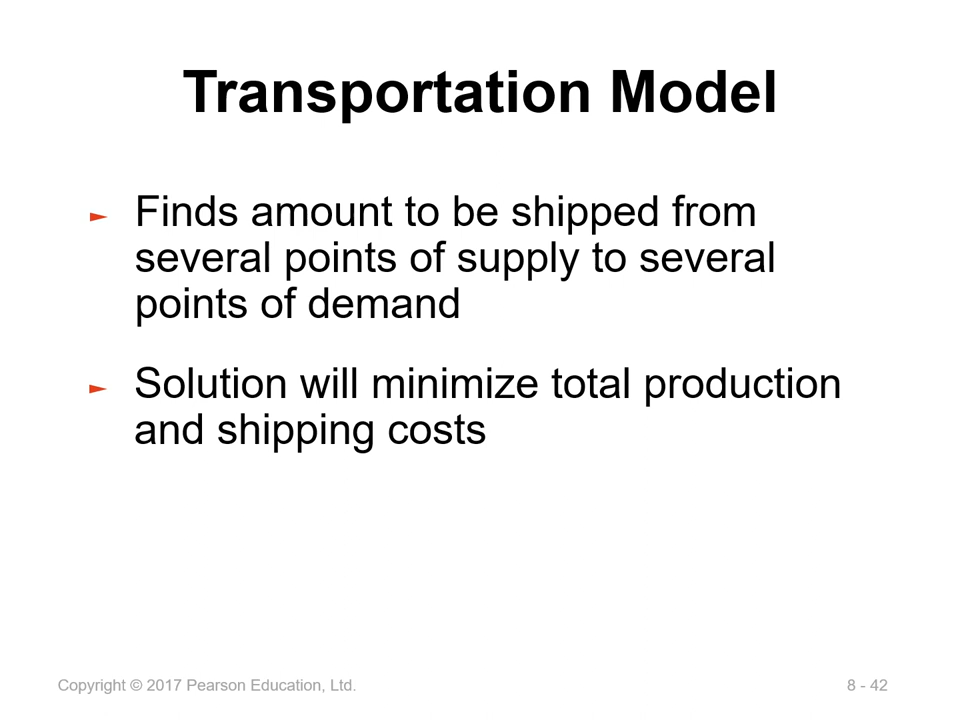 Transportation Model
► Finds amount to be shipped from
several points of supply to several
points of demand
► Solution will minimize total production
and shipping costs
Copyright © 2017 Pearson Education, Ltd.
8 - 42